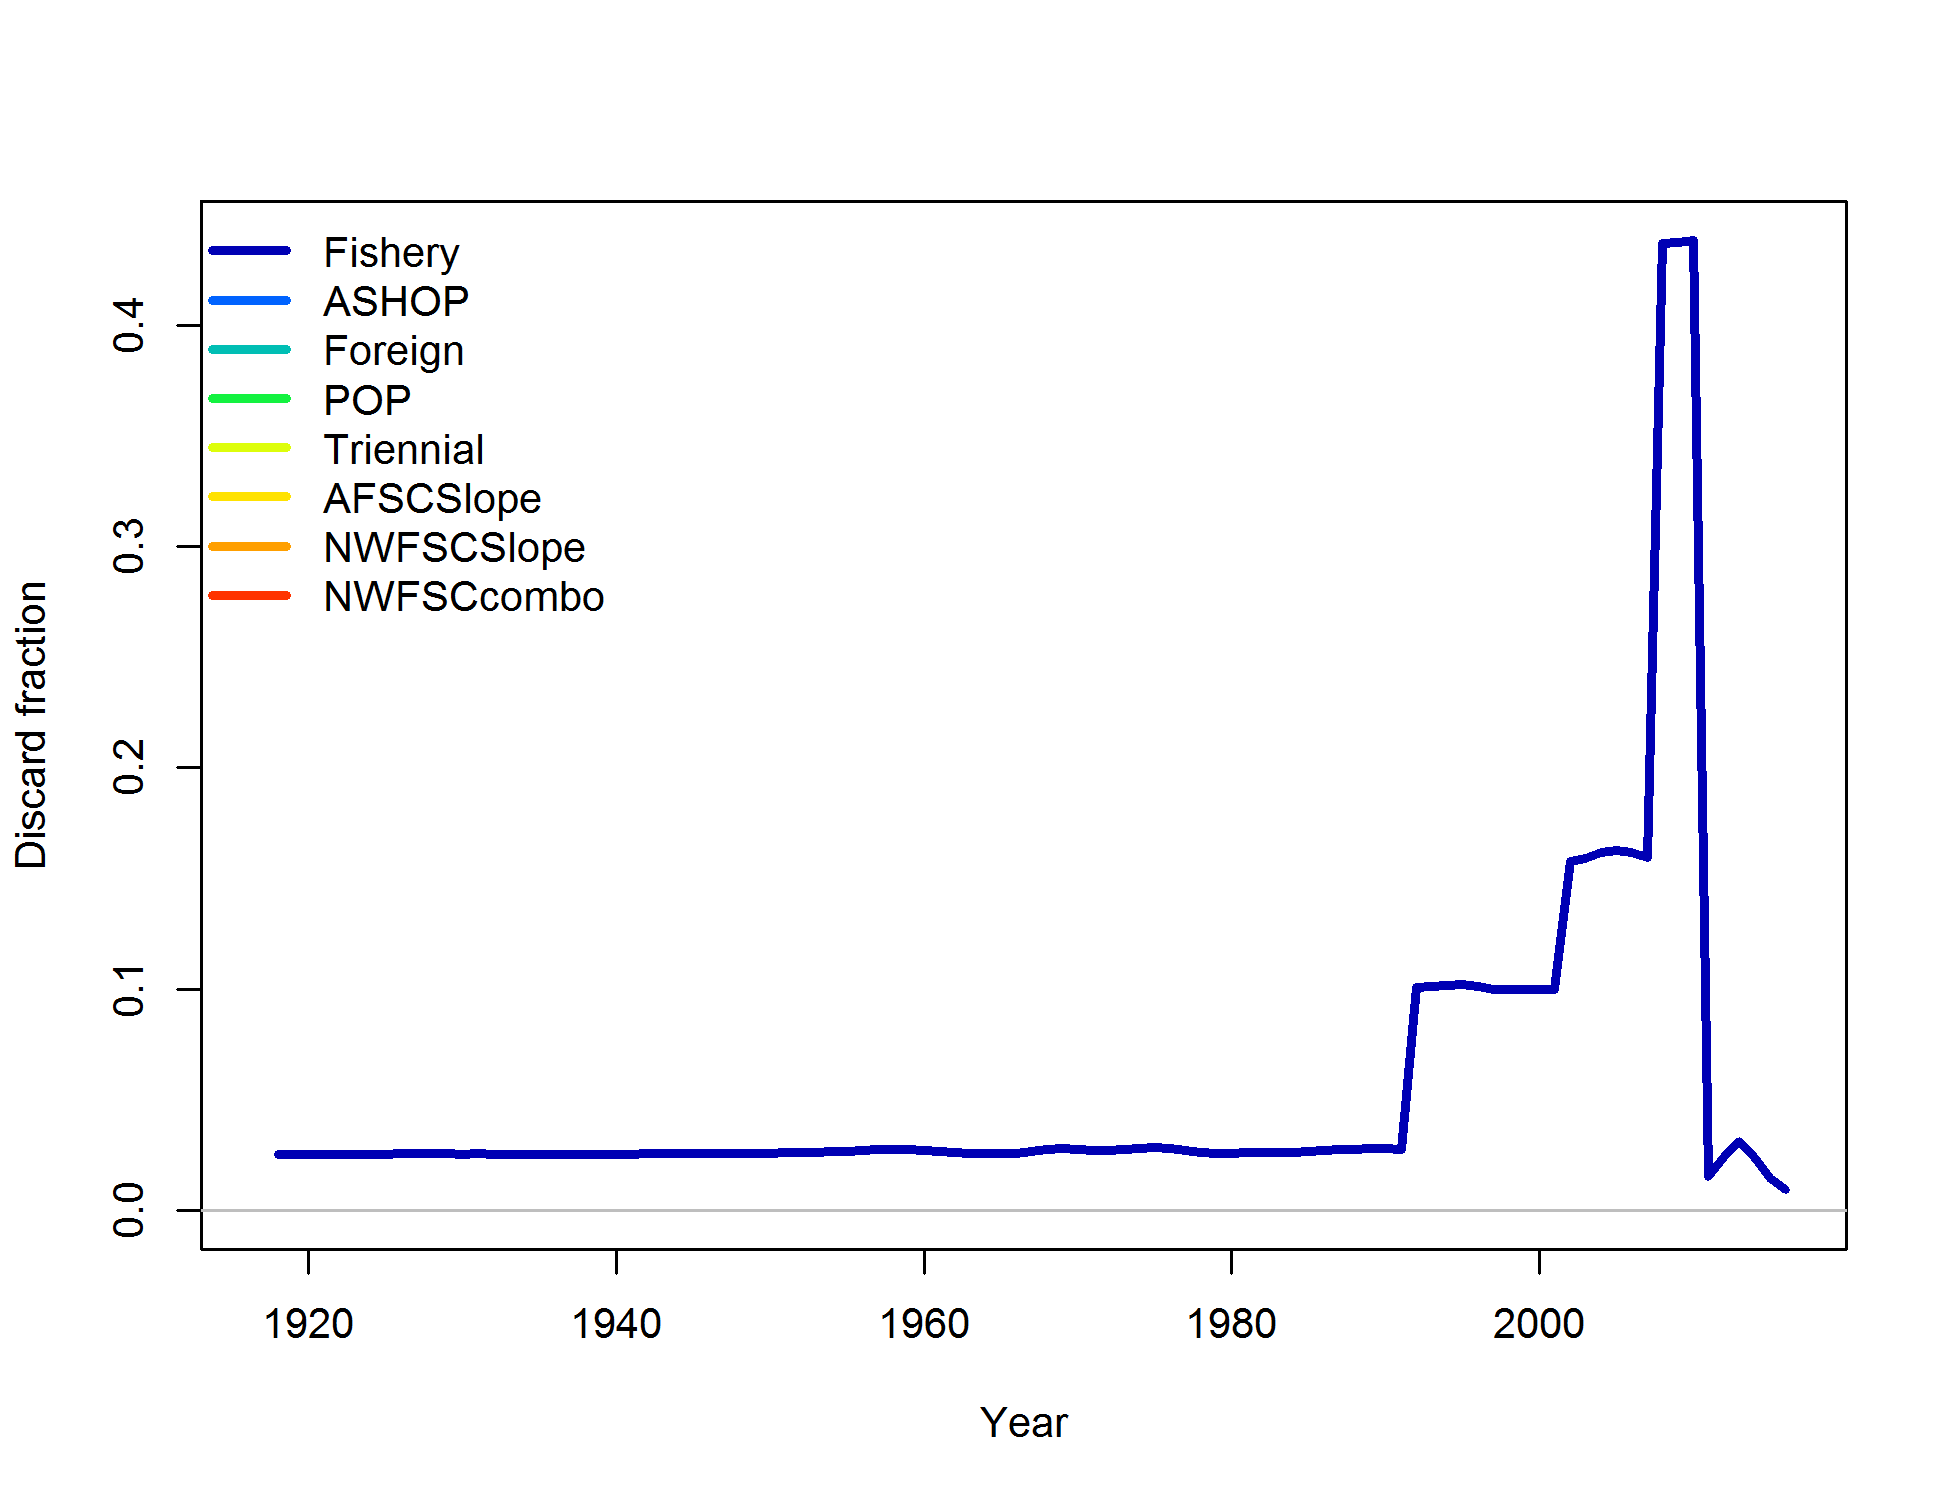 Fishery
ASHOP
Foreign
POP
Triennial
AFSCSlope
NWFSCSlope
NWFSCcombo
Discard fraction
0.4
0.3
0.2
0.1
0.0
1920 1940 1960 1980 2000
Year